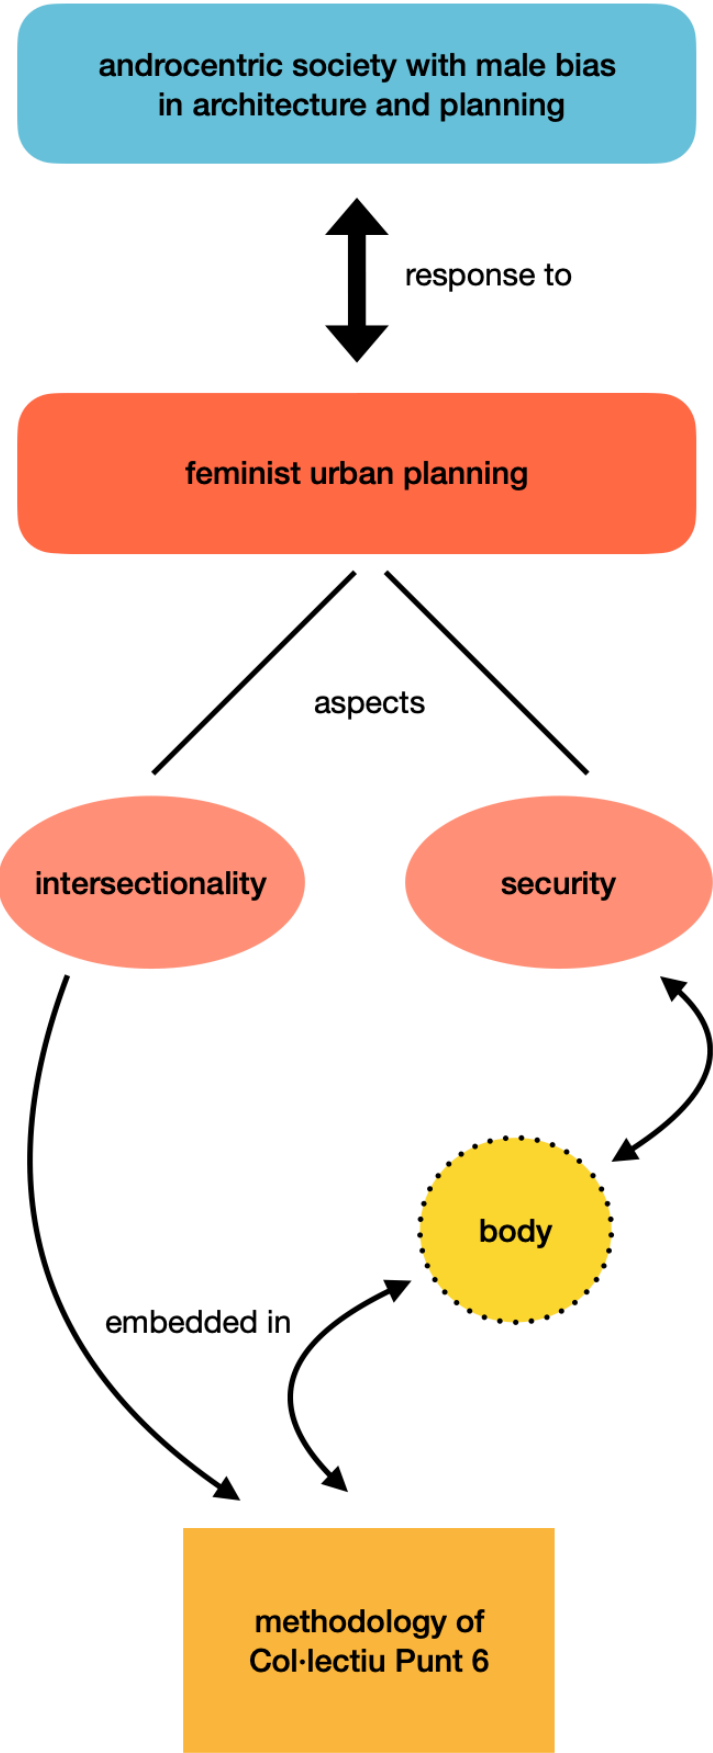 androcentric society with male bias
in architecture and planning
response to
feminist urban planning
aspects
intersectionality
security
body
embedded in
methodology of
Col·lectiu Punt 6